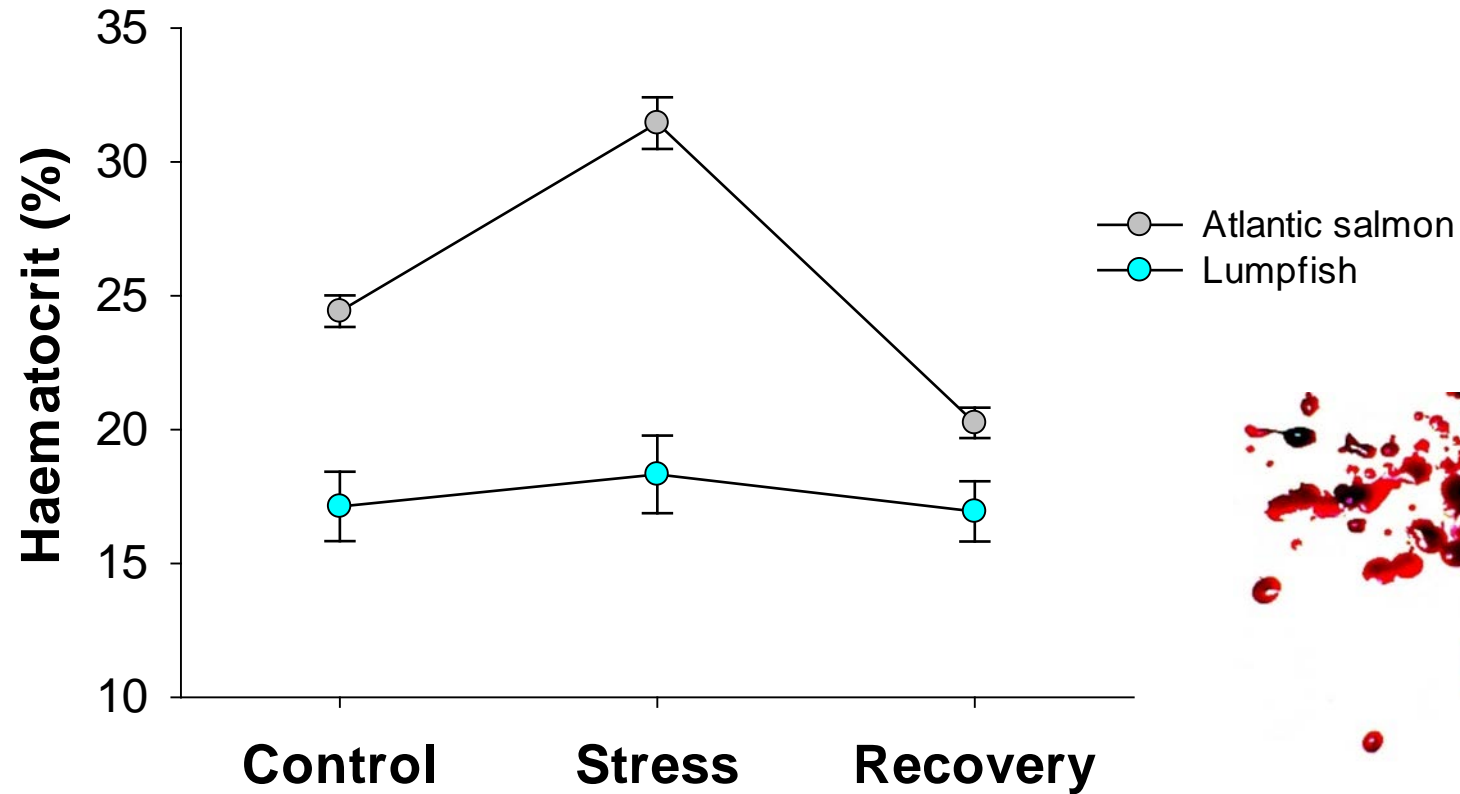 35
30
25
20
15
10
Haematocrit (%)
Control Stress Recovery
Atlantic salmon
Lumpfish